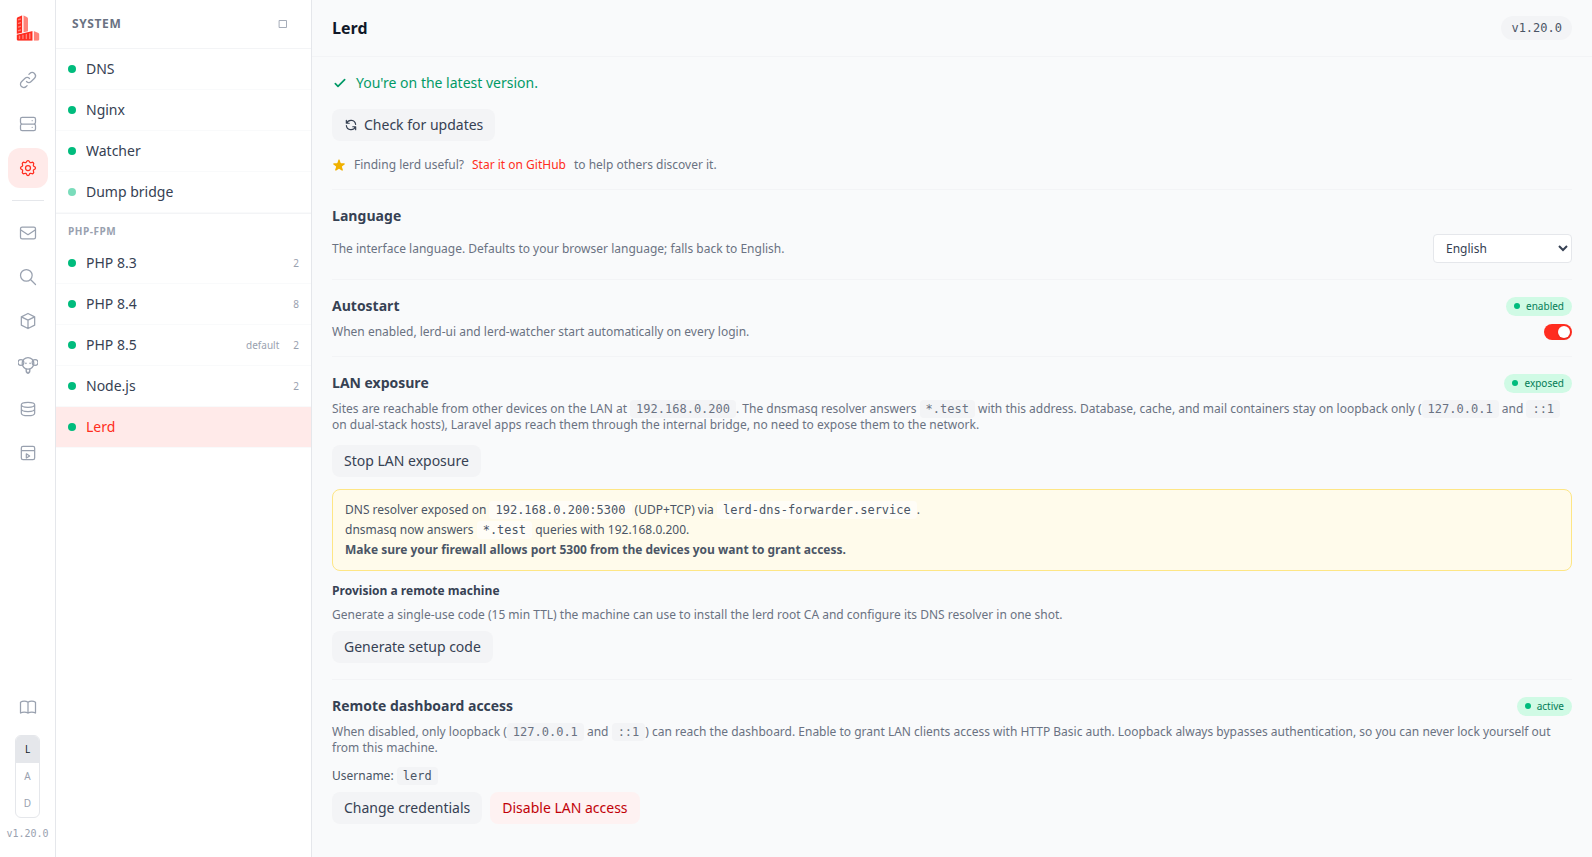 SYSTEM
DNS
Nginx
Watcher
Dump bridge
PHP-FPM
PHP 8.3 2
PHP 8.4 8
PHP 8.5 default 2
Node.js 2
Lerd
L
A
D
v1.20.0
Lerd v1.20.0
You're on the latest version.
Check for updates
Finding lerd useful? Star it on GitHub to help others discover it.
Language
The interface language. Defaults to your browser language; falls back to English. English
Autostart enabled
When enabled, lerd-ui and lerd-watcher start automatically on every login.
LAN exposure exposed
Sites are reachable from other devices on the LAN at 192.168.0.200. The dnsmasq resolver answers *.test with this address. Database, cache, and mail containers stay on loopback only (127.0.0.1 and ::1
on dual-stack hosts), Laravel apps reach them through the internal bridge, no need to expose them to the network.
Stop LAN exposure
DNS resolver exposed on 192.168.0.200:5300 (UDP+TCP) via lerd-dns-forwarder.service.
dnsmasq now answers *.test queries with 192.168.0.200.
Make sure your firewall allows port 5300 from the devices you want to grant access.
Provision a remote machine
Generate a single-use code (15 min TTL) the machine can use to install the lerd root CA and configure its DNS resolver in one shot.
Generate setup code
Remote dashboard access active
When disabled, only loopback (127.0.0.1 and ::1) can reach the dashboard. Enable to grant LAN clients access with HTTP Basic auth. Loopback always bypasses authentication, so you can never lock yourself out
from this machine.
Username: lerd
Change credentials Disable LAN access